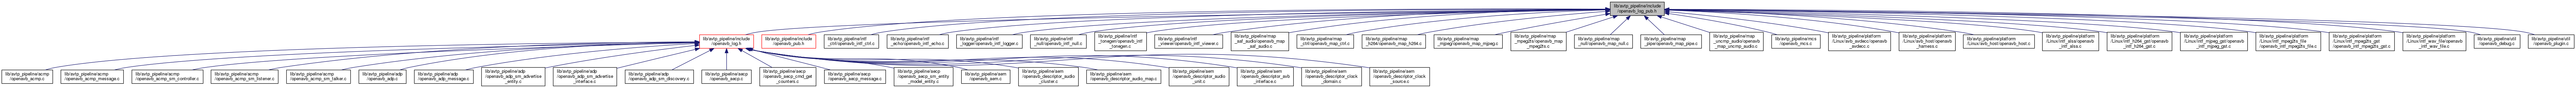 lib/avtp_pipeline/include
/openavb_log_pub.h
lib/avtp_pipeline/include
/openavb_log.h
lib/avtp_pipeline/include
/openavb_pub.h
lib/avtp_pipeline/intf
_ctrl/openavb_intf_ctrl.c
lib/avtp_pipeline/intf
_echo/openavb_intf_echo.c
lib/avtp_pipeline/intf
_logger/openavb_intf_logger.c
lib/avtp_pipeline/intf
_null/openavb_intf_null.c
lib/avtp_pipeline/intf
_tonegen/openavb_intf
_tonegen.c
lib/avtp_pipeline/intf
_viewer/openavb_intf_viewer.c
lib/avtp_pipeline/map
_aaf_audio/openavb_map
_aaf_audio.c
lib/avtp_pipeline/map
_ctrl/openavb_map_ctrl.c
lib/avtp_pipeline/map
_h264/openavb_map_h264.c
lib/avtp_pipeline/map
_mjpeg/openavb_map_mjpeg.c
lib/avtp_pipeline/map
_mpeg2ts/openavb_map
_mpeg2ts.c
lib/avtp_pipeline/map
_null/openavb_map_null.c
lib/avtp_pipeline/map
_pipe/openavb_map_pipe.c
lib/avtp_pipeline/map
_uncmp_audio/openavb
_map_uncmp_audio.c
lib/avtp_pipeline/mcs
/openavb_mcs.c
lib/avtp_pipeline/platform
/Linux/avb_avdecc/openavb
_avdecc.c
lib/avtp_pipeline/platform
/Linux/avb_host/openavb
_harness.c
lib/avtp_pipeline/platform
/Linux/avb_host/openavb_host.c
lib/avtp_pipeline/platform
/Linux/intf_alsa/openavb
_intf_alsa.c
lib/avtp_pipeline/platform
/Linux/intf_h264_gst/openavb
_intf_h264_gst.c
lib/avtp_pipeline/platform
/Linux/intf_mjpeg_gst/openavb
_intf_mjpeg_gst.c
lib/avtp_pipeline/platform
/Linux/intf_mpeg2ts_file
/openavb_intf_mpeg2ts_file.c
lib/avtp_pipeline/platform
/Linux/intf_mpeg2ts_gst
/openavb_intf_mpeg2ts_gst.c
lib/avtp_pipeline/platform
/Linux/intf_wav_file/openavb
_intf_wav_file.c
lib/avtp_pipeline/util
/openavb_debug.c
lib/avtp_pipeline/util
/openavb_plugin.c
lib/avtp_pipeline/acmp
/openavb_acmp.c
lib/avtp_pipeline/acmp
/openavb_acmp_message.c
lib/avtp_pipeline/acmp
/openavb_acmp_sm_controller.c
lib/avtp_pipeline/acmp
/openavb_acmp_sm_listener.c
lib/avtp_pipeline/acmp
/openavb_acmp_sm_talker.c
lib/avtp_pipeline/adp
/openavb_adp.c
lib/avtp_pipeline/adp
/openavb_adp_message.c
lib/avtp_pipeline/adp
/openavb_adp_sm_advertise
_entity.c
lib/avtp_pipeline/adp
/openavb_adp_sm_advertise
_interface.c
lib/avtp_pipeline/adp
/openavb_adp_sm_discovery.c
lib/avtp_pipeline/aecp
/openavb_aecp.c
lib/avtp_pipeline/aecp
/openavb_aecp_cmd_get
_counters.c
lib/avtp_pipeline/aecp
/openavb_aecp_message.c
lib/avtp_pipeline/aecp
/openavb_aecp_sm_entity
_model_entity.c
lib/avtp_pipeline/aem
/openavb_aem.c
lib/avtp_pipeline/aem
/openavb_descriptor_audio
_cluster.c
lib/avtp_pipeline/aem
/openavb_descriptor_audio_map.c
lib/avtp_pipeline/aem
/openavb_descriptor_audio
_unit.c
lib/avtp_pipeline/aem
/openavb_descriptor_avb
_interface.c
lib/avtp_pipeline/aem
/openavb_descriptor_clock
_domain.c
lib/avtp_pipeline/aem
/openavb_descriptor_clock
_source.c